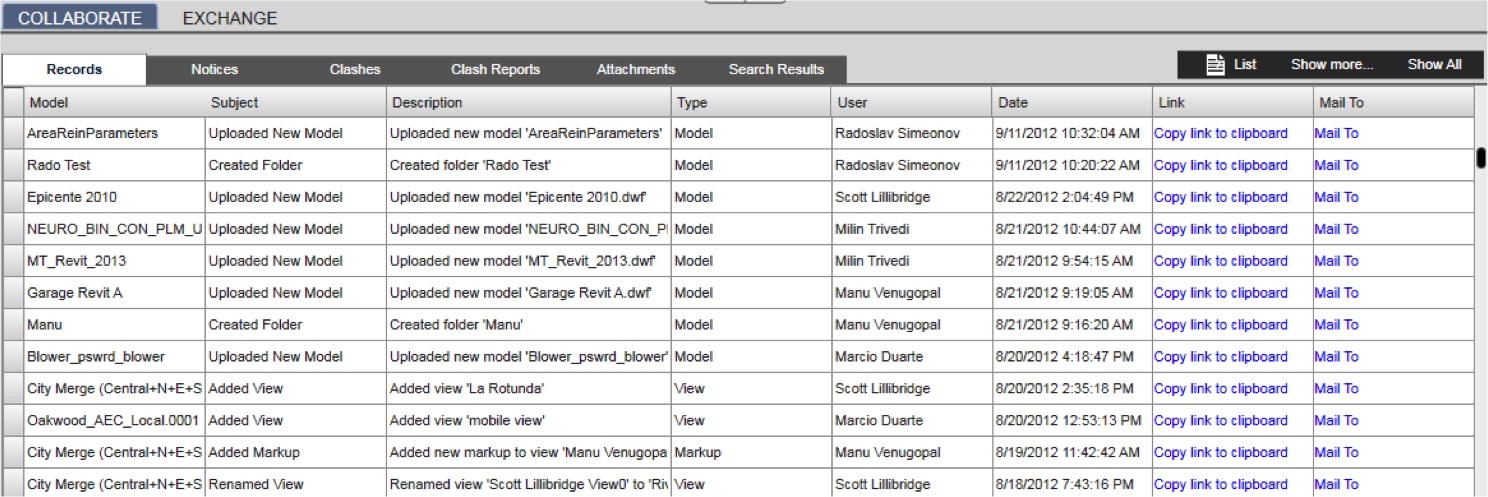 COLLABORATE EXCHANGE
Records Notices Clashes Clash Reports Attachments Search Results List Show more... Show All
Model Subject Description Type User Date Link Mail To
AreaReinParameters Uploaded New Model Uploaded new model 'AreaReinParameters' Model Radoslav Simeonov 9/11/2012 10:32:04 AM Copy link to clipboard Mail To
Rado Test Created Folder Created folder 'Rado Test' Model Radoslav Simeonov 9/11/2012 10:20:22 AM Copy link to clipboard Mail To
Epicente 2010 Uploaded New Model Uploaded new model 'Epicente 2010.dwf' Model Scott Lillibridge 8/22/2012 2:04:49 PM Copy link to clipboard Mail To
NEURO_BIN_CON_PLM_U Uploaded New Model Uploaded new model 'NEURO_BIN_CON_Pl Model Milin Trivedi 8/21/2012 10:44:07 AM Copy link to clipboard Mail To
MT_Revit_2013 Uploaded New Model Uploaded new model 'MT_Revit_2013.dwf' Model Milin Trivedi 8/21/2012 9:54:15 AM Copy link to clipboard Mail To
Garage Revit A Uploaded New Model Uploaded new model 'Garage Revit A.dwf' Model Manu Venugopal 8/21/2012 9:19:05 AM Copy link to clipboard Mail To
Manu Created Folder Created folder 'Manu' Model Manu Venugopal 8/21/2012 9:16:20 AM Copy link to clipboard Mail To
Blower_pswrd_blower Uploaded New Model Uploaded new model 'Blower_pswrd_blower' Model Marcio Duarte 8/20/2012 4:18:47 PM Copy link to clipboard Mail To
City Merge (Central+N+E+S Added View Added view 'La Rotunda' View Scott Lillibridge 8/20/2012 2:35:18 PM Copy link to clipboard Mail To
Oakwood_AEC_Local.0001 Added View Added view 'mobile view' View Marcio Duarte 8/20/2012 12:53:13 PM Copy link to clipboard Mail To
City Merge (Central+N+E+S Added Markup Added new markup to view 'Manu Venugopa Markup Manu Venugopal 8/19/2012 11:42:42 AM Copy link to clipboard Mail To
City Merge (Central+N+E+S Renamed View Renamed view 'Scott Lillibridge View0' to 'Riv View Scott Lillibridge 8/18/2012 7:43:16 PM Copy link to clipboard Mail To